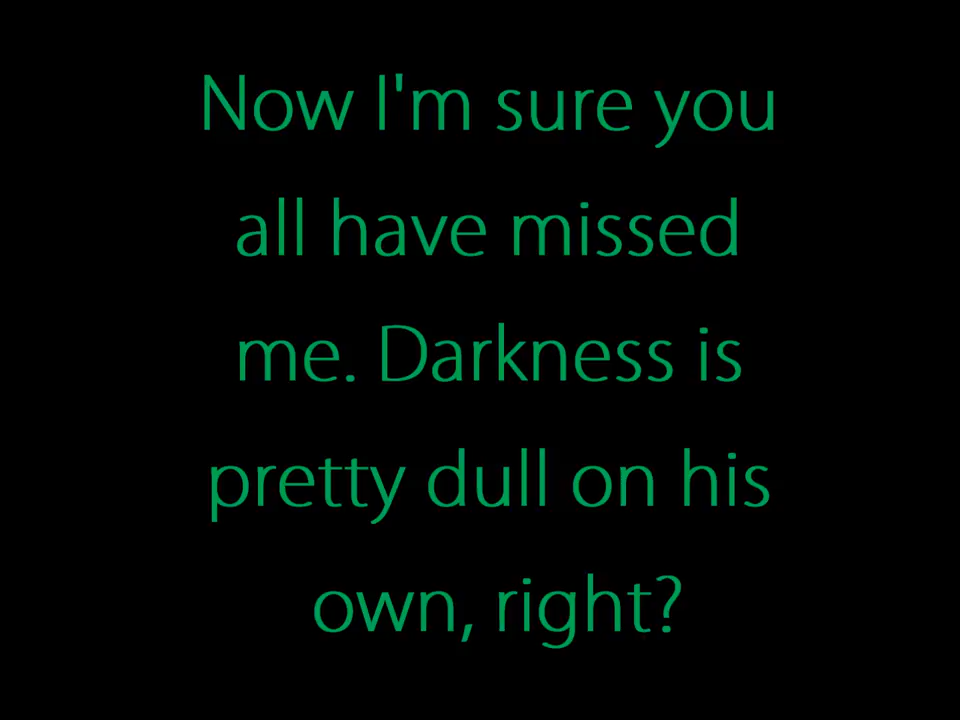 Now I'm sure you
all have missed
me. Darkness is
pretty dull on his
own, right?